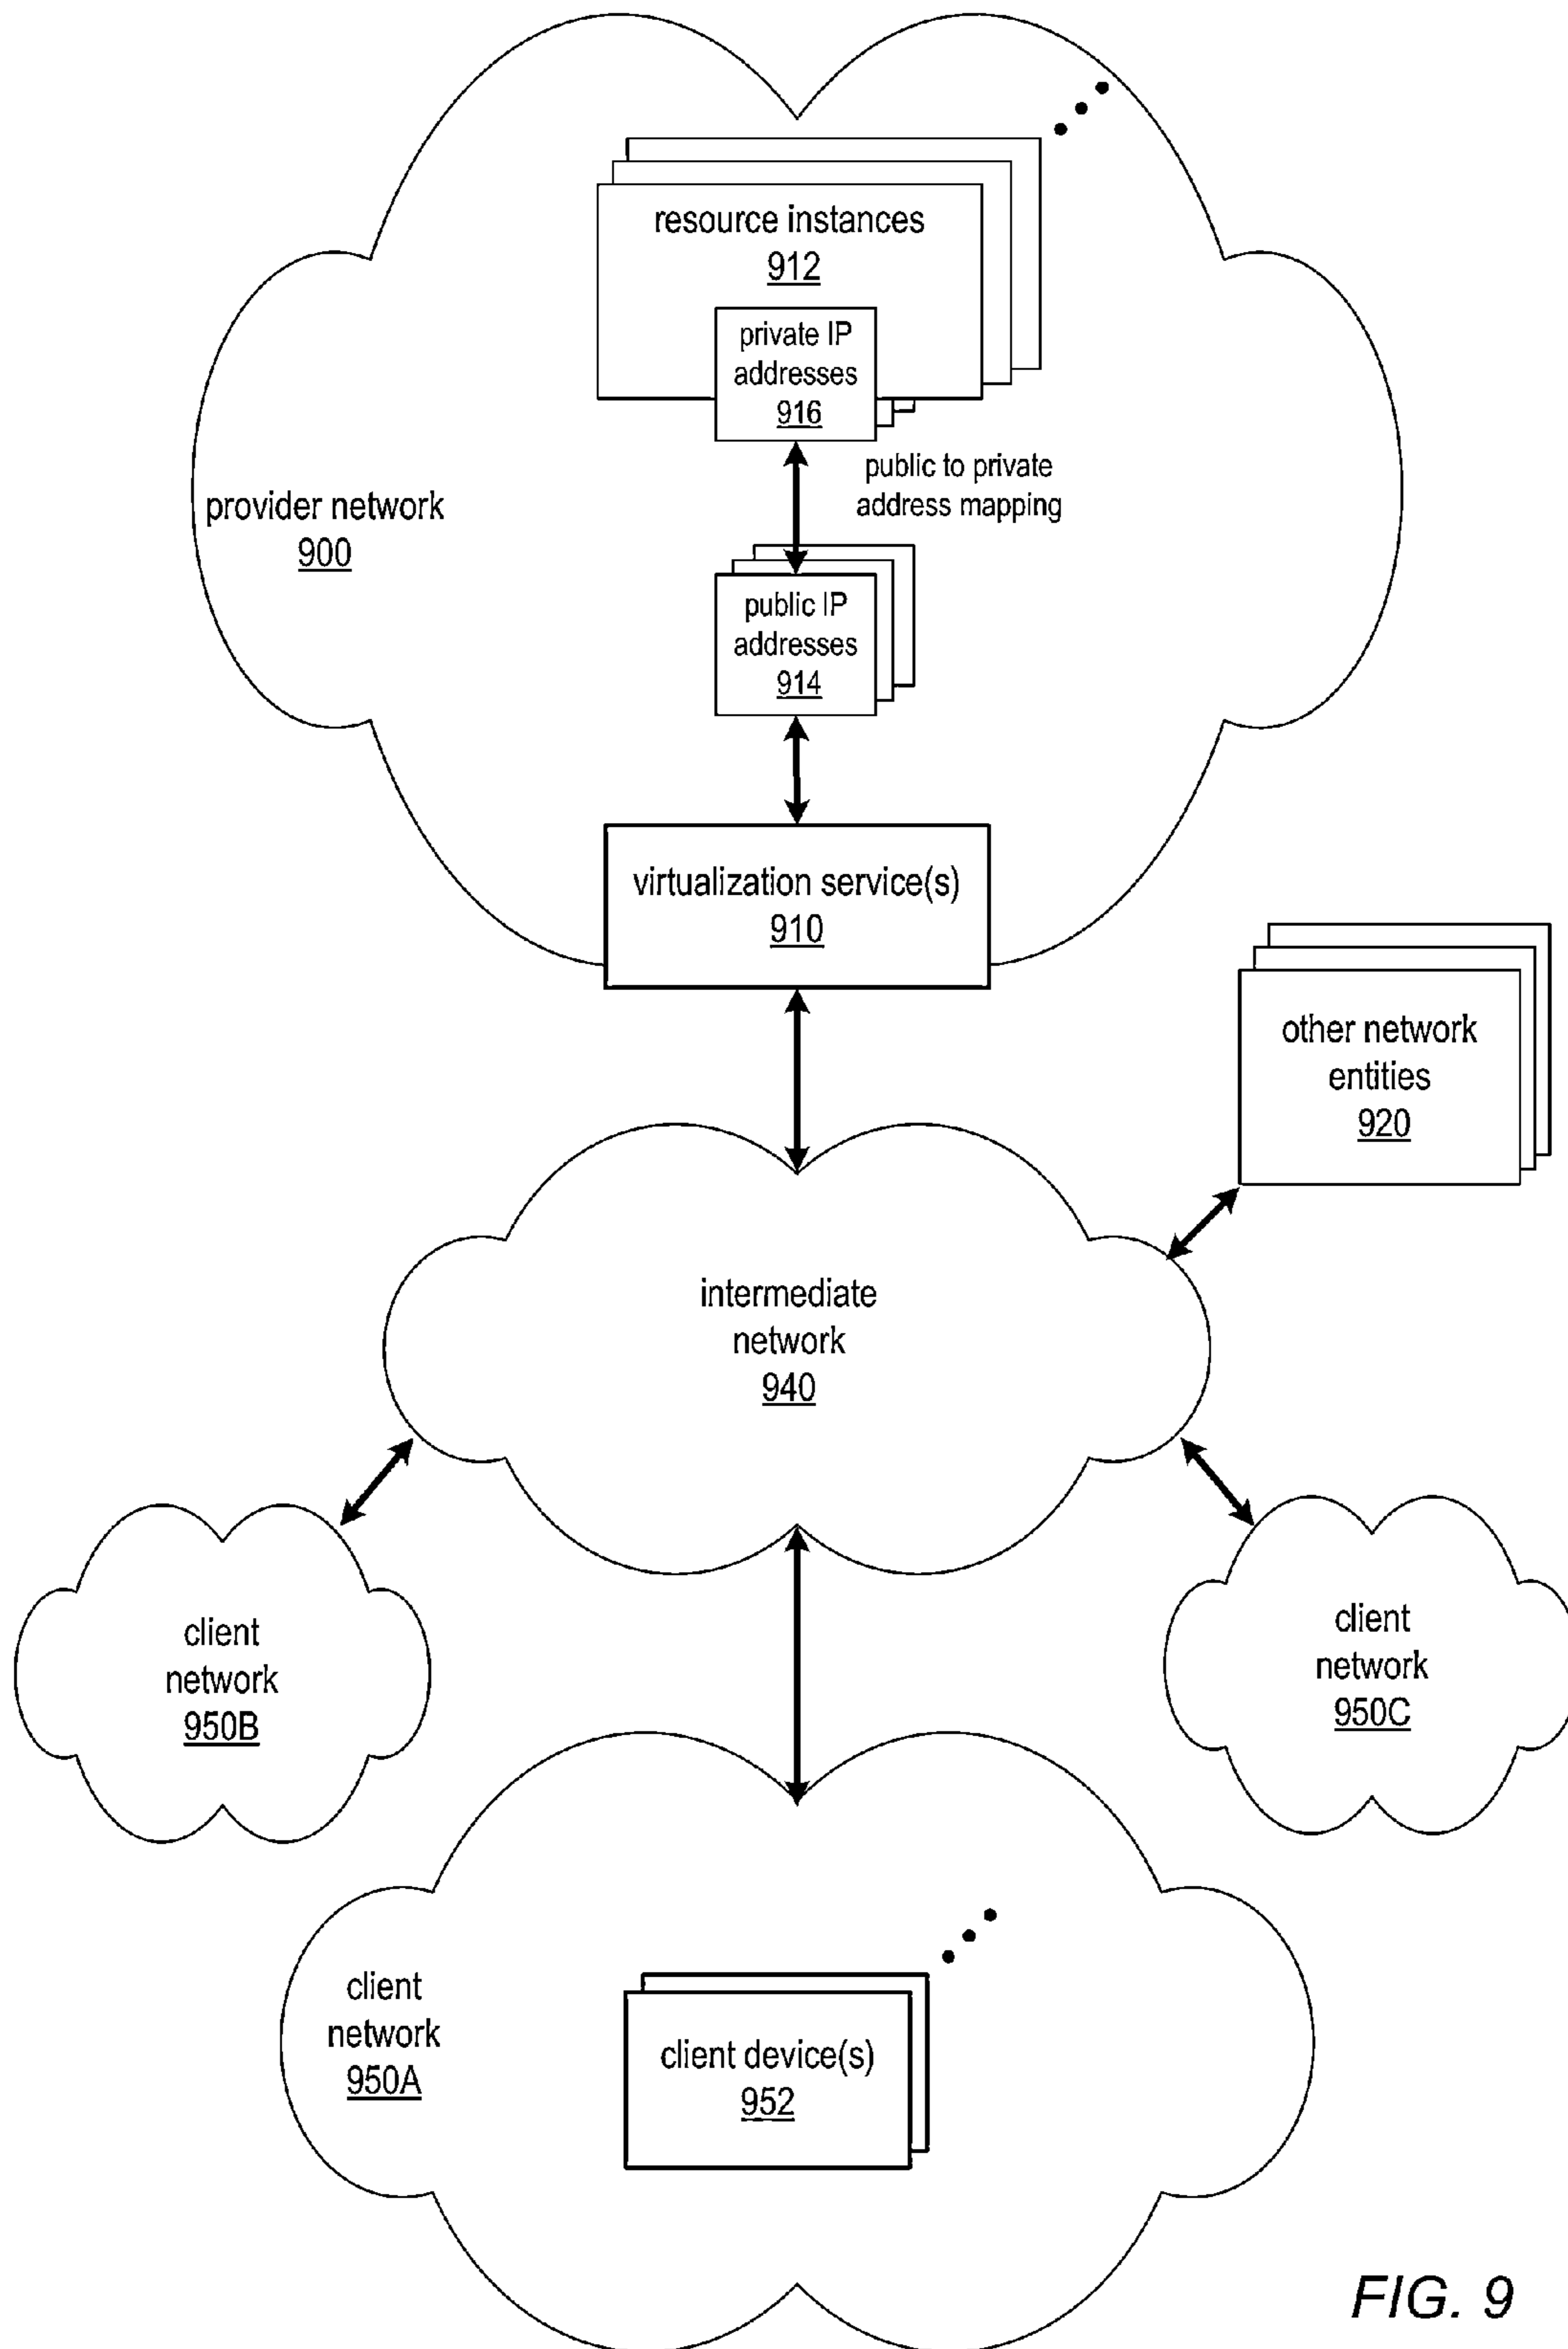 resource instances
912
private IP
addresses
916
public to private
address mapping
provider network
900
public IP
addresses
914
virtualization service(s)
910
other network
entities
920
intermediate
network
940
client
network
950B
client
network
950C
client
network
950A
client device(s)
952
FIG. 9